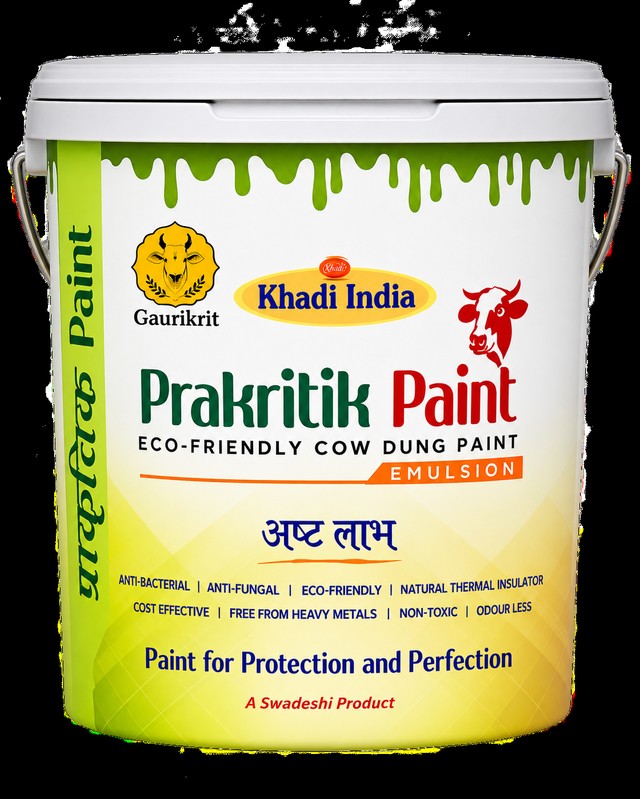 प्राकृतिक Paint
Gaurikrit
Khadi
Khadi India
Prakritik Paint
ECO-FRIENDLY COW DUNG PAINT
EMULSION
अष्ट लाभ
ANTI-BACTERIAL | ANTI-FUNGAL | ECO-FRIENDLY | NATURAL THERMAL INSULATOR
COST EFFECTIVE | FREE FROM HEAVY METALS | NON-TOXIC | ODOUR LESS
Paint for Protection and Perfection
A Swadeshi Product